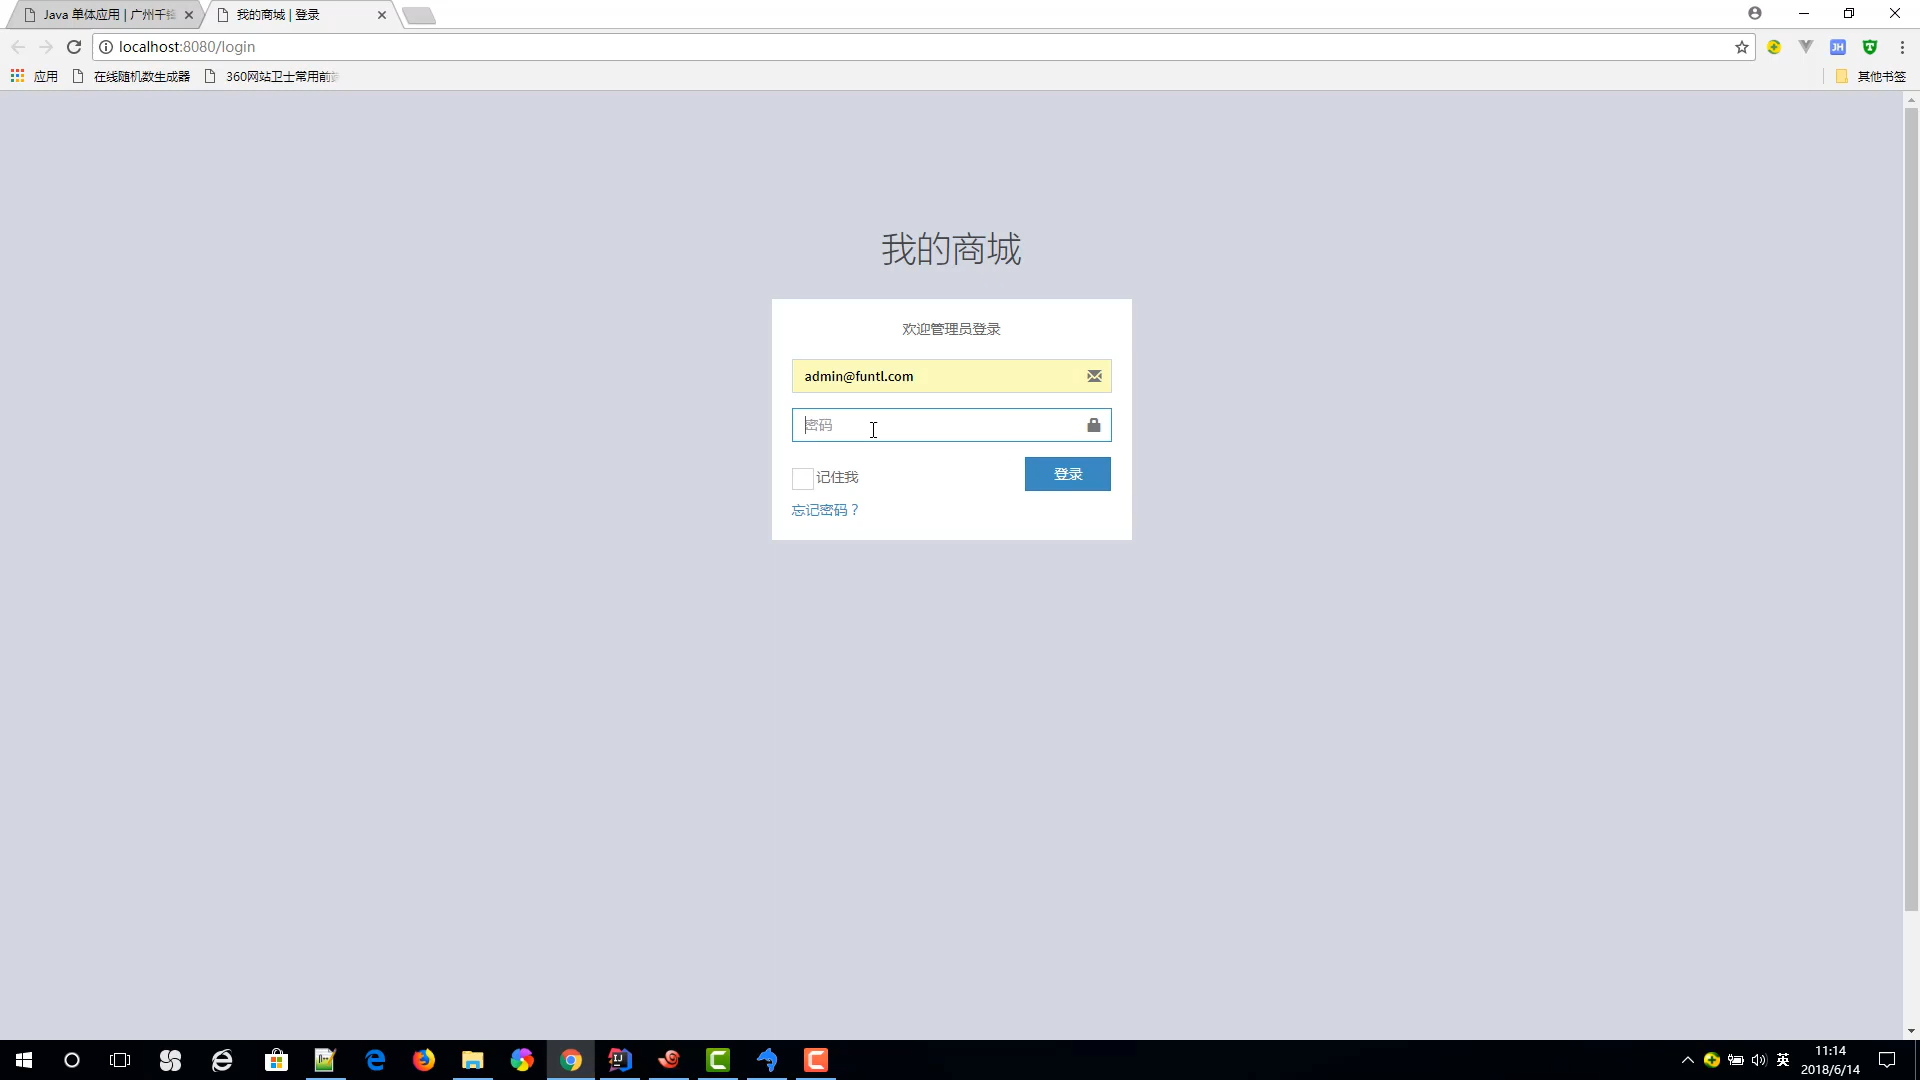 Java 单体应用 | 广州千锋
我的商城 | 登录
localhost:8080/login
应用
在线随机数生成器
360网站卫士常用前
其他书签
我的商城
欢迎管理员登录
admin@funtl.com
密码
记住我
登录
忘记密码？
英
11:14
2018/6/14